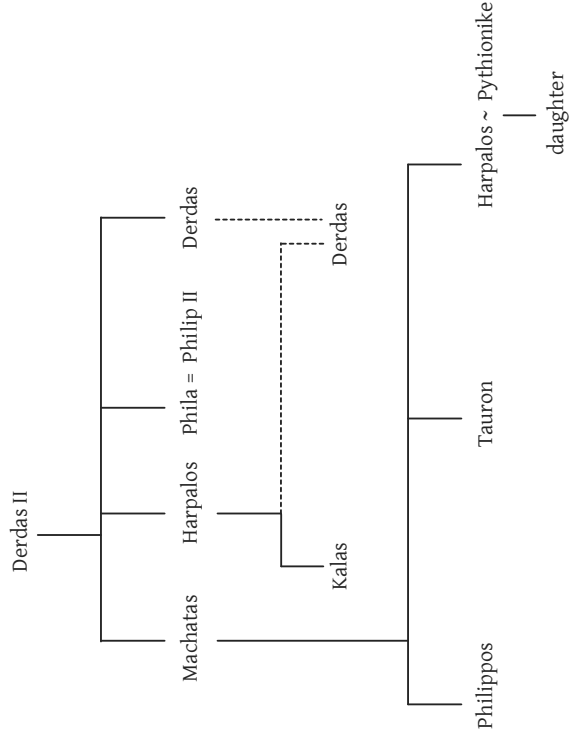 Derdas II
Machatas
Harpalos
Phila = Philip II
Derdas
Kalas
Derdas
Philippos
Tauron
Harpalos ~ Pythionike
daughter